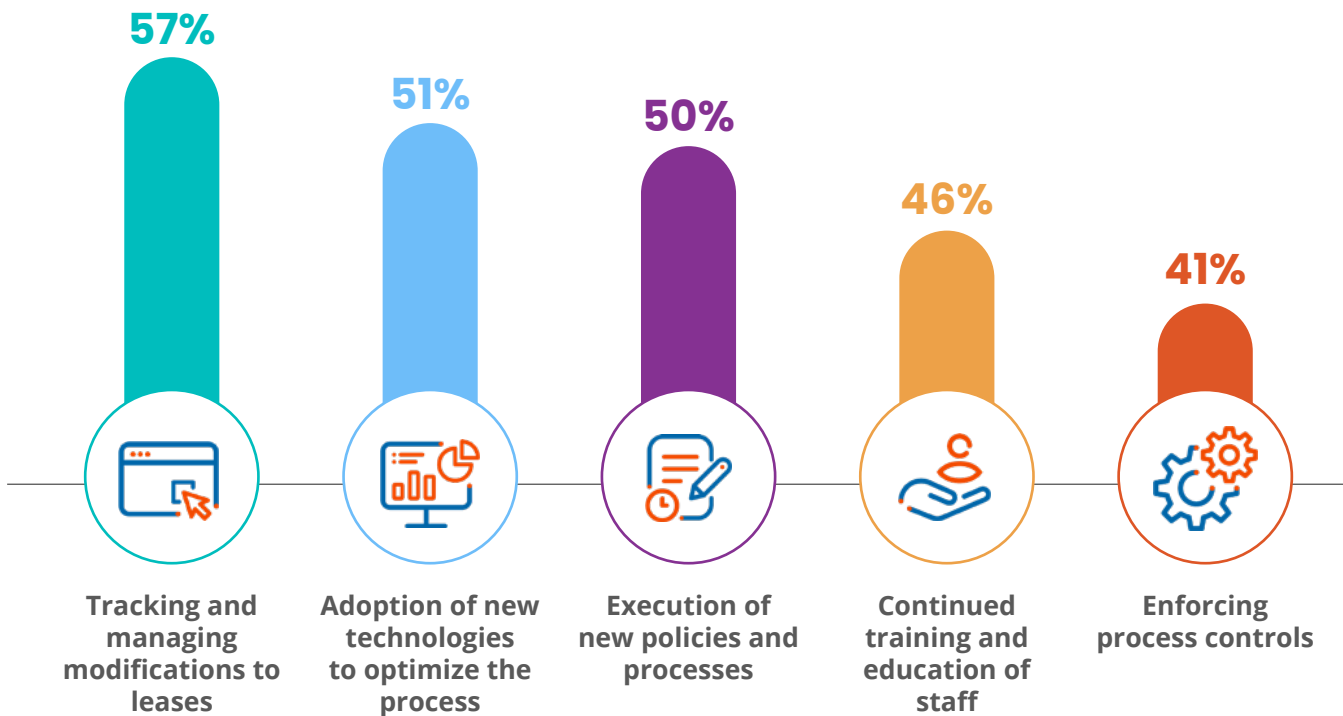 57%
51%
50%
46%
41%
Tracking and
managing
modifications to
leases
Adoption of new
technologies
to optimize the
process
Execution of
new policies and
processes
Continued
training and
education of
staff
Enforcing
process controls